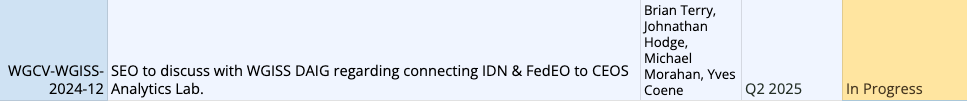 WGCV-WGISS-
2024-12
SEO to discuss with WGISS DAIG regarding connecting IDN & FedEO to CEOS
Analytics Lab.
Brian Terry,
Johnathan
Hodge,
Michael
Morahan, Yves
Coene
Q2 2025
In Progress